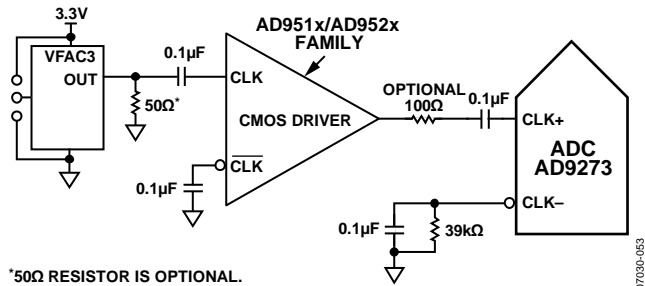 3.3V
VFAC3
OUT
50Ω*
0.1µF
AD951x/AD952x
FAMILY
CLK
CMOS DRIVER
CLK
0.1µF
OPTIONAL
100Ω
0.1µF
CLK+
ADC
AD9273
CLK–
0.1µF
39kΩ
*50Ω RESISTOR IS OPTIONAL.
07030-053